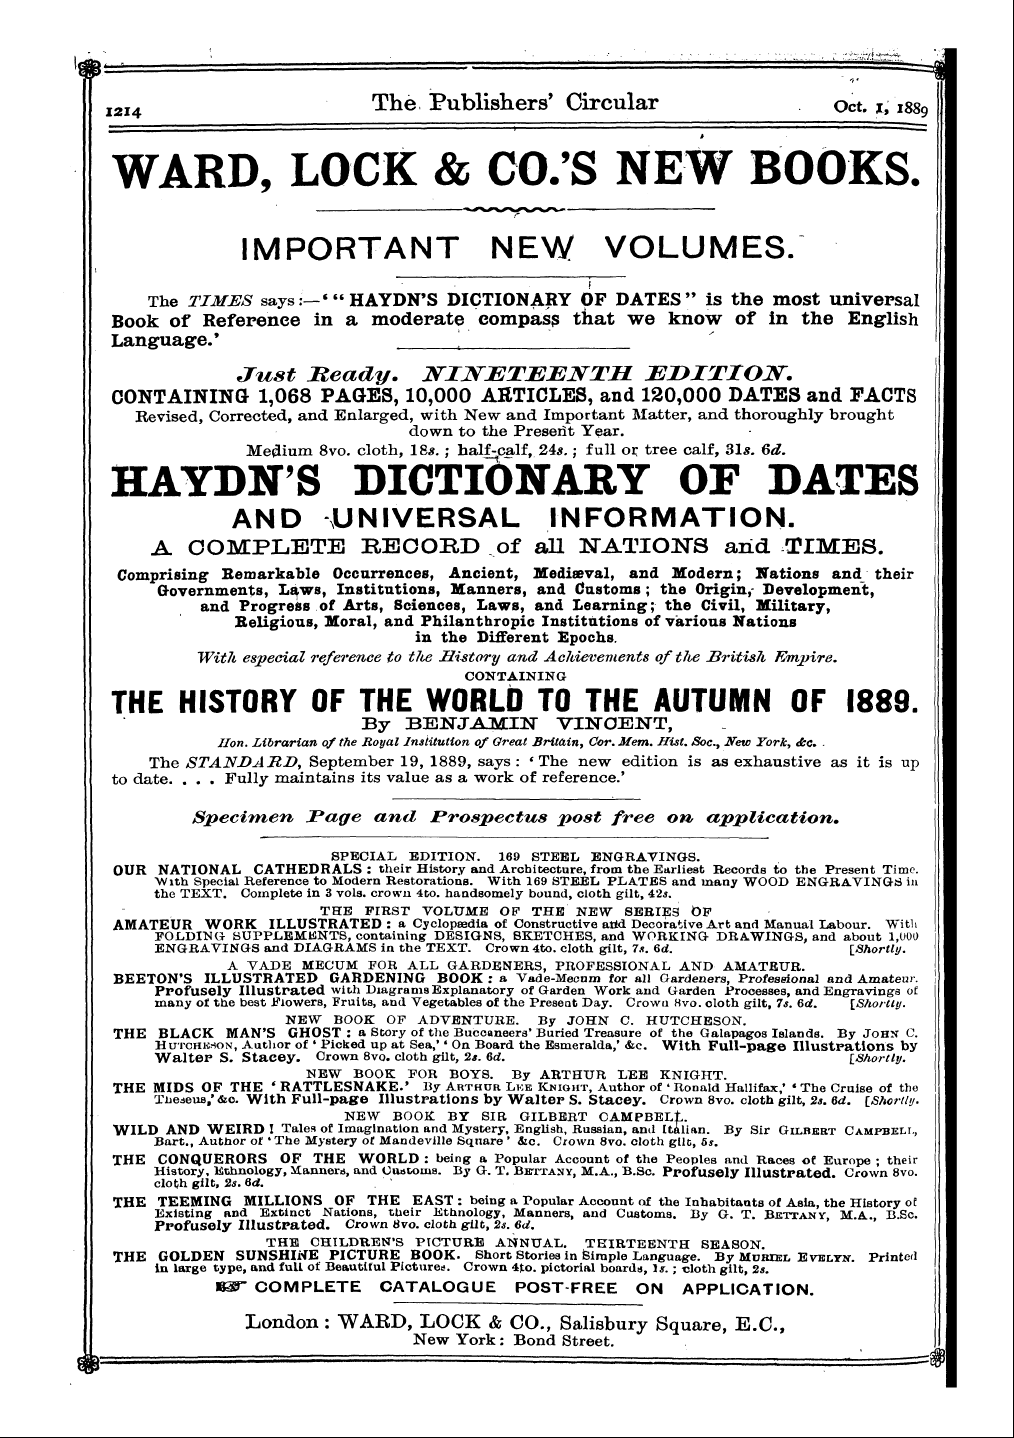 1214 The Publishers' Circular Oct. 1, 1889
WARD, LOCK & CO.'S NEW BOOKS.
IMPORTANT NEW VOLUMES.
The TIMES says:—'" HAYDN'S DICTIONARY OF DATES" is the most universal
Book of Reference in a moderate compass that we know of in the English
Language.'
Just Ready. NINETEENTH EDITION.
CONTAINING 1,068 PAGES, 10,000 ARTICLES, and 120,000 DATES and FACTS
Revised, Corrected, and Enlarged, with New and Important Matter, and thoroughly brought
down to the Present Year.
Medium 8vo. cloth, 18s. ; half-calf, 24s. ; full or tree calf, 31s. 6d.
HAYDN'S DICTIONARY OF DATES
AND UNIVERSAL INFORMATION.
A COMPLETE RECORD of all NATIONS and TIMES.
Comprising Remarkable Occurrences, Ancient, Mediæval, and Modern; Nations and their
Governments, Laws, Institutions, Manners, and Customs; the Origin, Development,
and Progress of Arts, Sciences, Laws, and Learning; the Civil, Military,
Religious, Moral, and Philanthropic Institutions of various Nations
in the Different Epochs.
With especial reference to the History and Achievements of the British Empire.
CONTAINING
THE HISTORY OF THE WORLD TO THE AUTUMN OF 1889.
By BENJAMIN VINCENT,
Hon. Librarian of the Royal Institution of Great Britain, Cor. Mem. Hist. Soc., New York, &c.
The STANDARD, September 19, 1889, says : ' The new edition is as exhaustive as it is up
to date. . . . Fully maintains its value as a work of reference.'
Specimen Page and Prospectus post free on application.
SPECIAL EDITION. 169 STEEL ENGRAVINGS.
OUR NATIONAL CATHEDRALS : their History and Architecture, from the Earliest Records to the Present Time.
With Special Reference to Modern Restorations. With 169 STEEL PLATES and many WOOD ENGRAVINGS in
the TEXT. Complete in 3 vols. crown 4to. handsomely bound, cloth gilt, 42s.
THE FIRST VOLUME OF THE NEW SERIES OF
AMATEUR WORK ILLUSTRATED : a Cyclopædia of Constructive and Decorative Art and Manual Labour. With
FOLDING SUPPLEMENTS, containing DESIGNS, SKETCHES, and WORKING DRAWINGS, and about 1,000
ENGRAVINGS and DIAGRAMS in the TEXT. Crown 4to. cloth gilt, 7s. 6d. [Shortly.
A VADE MECUM FOR ALL GARDENERS, PROFESSIONAL AND AMATEUR.
BEETON'S ILLUSTRATED GARDENING BOOK : a Vade-Mecum for all Gardeners, Professional and Amateur.
Profusely Illustrated with Diagrams Explanatory of Garden Work and Garden Processes, and Engravings of
many of the best Flowers, Fruits, and Vegetables of the Present Day. Crown 8vo. cloth gilt, 7s. 6d. [Shortly.
NEW BOOK OF ADVENTURE. By JOHN C. HUTCHESON.
THE BLACK MAN'S GHOST : a Story of the Buccaneers' Buried Treasure of the Galapagos Islands. By JOHN C.
HUTCHESON, Author of ' Picked up at Sea,' ' On Board the Esmeralda,' &c. With Full-page Illustrations by
Walter S. Stacey. Crown 8vo. cloth gilt, 2s. 6d. [Shortly.
NEW BOOK FOR BOYS. By ARTHUR LEE KNIGHT.
THE MIDS OF THE ' RATTLESNAKE.' By ARTHUR LEE KNIGHT, Author of ' Ronald Hallifax,' ' The Cruise of the
Theseus,' &c. With Full-page Illustrations by Walter S. Stacey. Crown 8vo. cloth gilt, 2s. 6d. [Shortly.
NEW BOOK BY SIR GILBERT CAMPBELL.
WILD AND WEIRD ! Tales of Imagination and Mystery, English, Russian, and Italian. By Sir GILBERT CAMPBELL,
Bart., Author of ' The Mystery of Mandeville Square ' &c. Crown 8vo. cloth gilt, 5s.
THE CONQUERORS OF THE WORLD : being a Popular Account of the Peoples and Races of Europe ; their
History, Ethnology, Manners, and Customs. By G. T. BETTANY, M.A., B.Sc. Profusely Illustrated. Crown 8vo.
cloth gilt, 2s. 6d.
THE TEEMING MILLIONS OF THE EAST : being a Popular Account of the Inhabitants of Asia, the History of
Existing and Extinct Nations, their Ethnology, Manners, and Customs. By G. T. BETTANY, M.A., B.Sc.
Profusely Illustrated. Crown 8vo. cloth gilt, 2s. 6d.
THE CHILDREN'S PICTURE ANNUAL. THIRTEENTH SEASON.
THE GOLDEN SUNSHINE PICTURE BOOK. Short Stories in Simple Language. By MURIEL EVELYN. Printed
in large type, and full of Beautiful Pictures. Crown 4to. pictorial boards, 1s. ; cloth gilt, 2s.
☞ COMPLETE CATALOGUE POST-FREE ON APPLICATION.
London : WARD, LOCK & CO., Salisbury Square, E.C.,
New York : Bond Street.